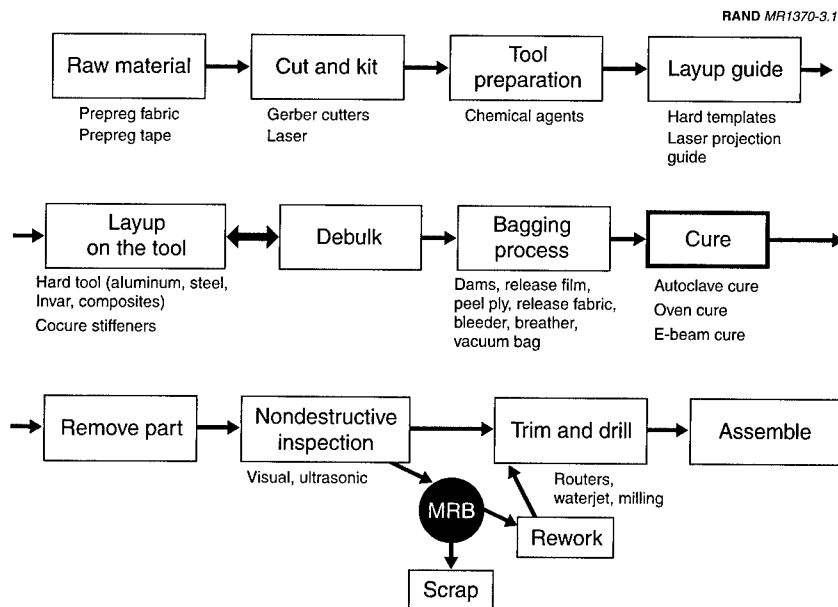 RAND MR1370-3.1
Raw material
Prepreg fabric
Prepreg tape
Cut and kit
Gerber cutters
Laser
Tool
preparation
Chemical agents
Layup guide
Hard templates
Laser projection
guide
Layup
on the tool
Hard tool (aluminum, steel,
Invar, composites)
Cocure stiffeners
Debulk
Bagging
process
Dams, release film,
peel ply, release fabric,
bleeder, breather,
vacuum bag
Cure
Autoclave cure
Oven cure
E-beam cure
Remove part
Nondestructive
inspection
Visual, ultrasonic
MRB
Scrap
Rework
Trim and drill
Routers,
waterjet, milling
Assemble